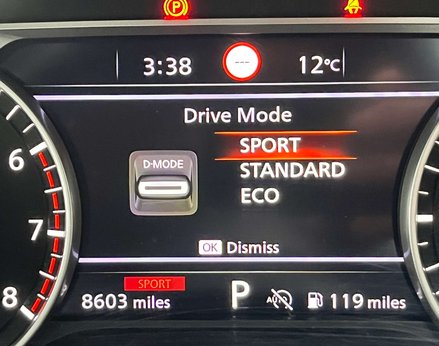 P
3:38
---
12°C
Drive Mode
D-MODE
SPORT
STANDARD
ECO
OK Dismiss
6
7
8
SPORT
8603 miles
P
AUTO
119 miles